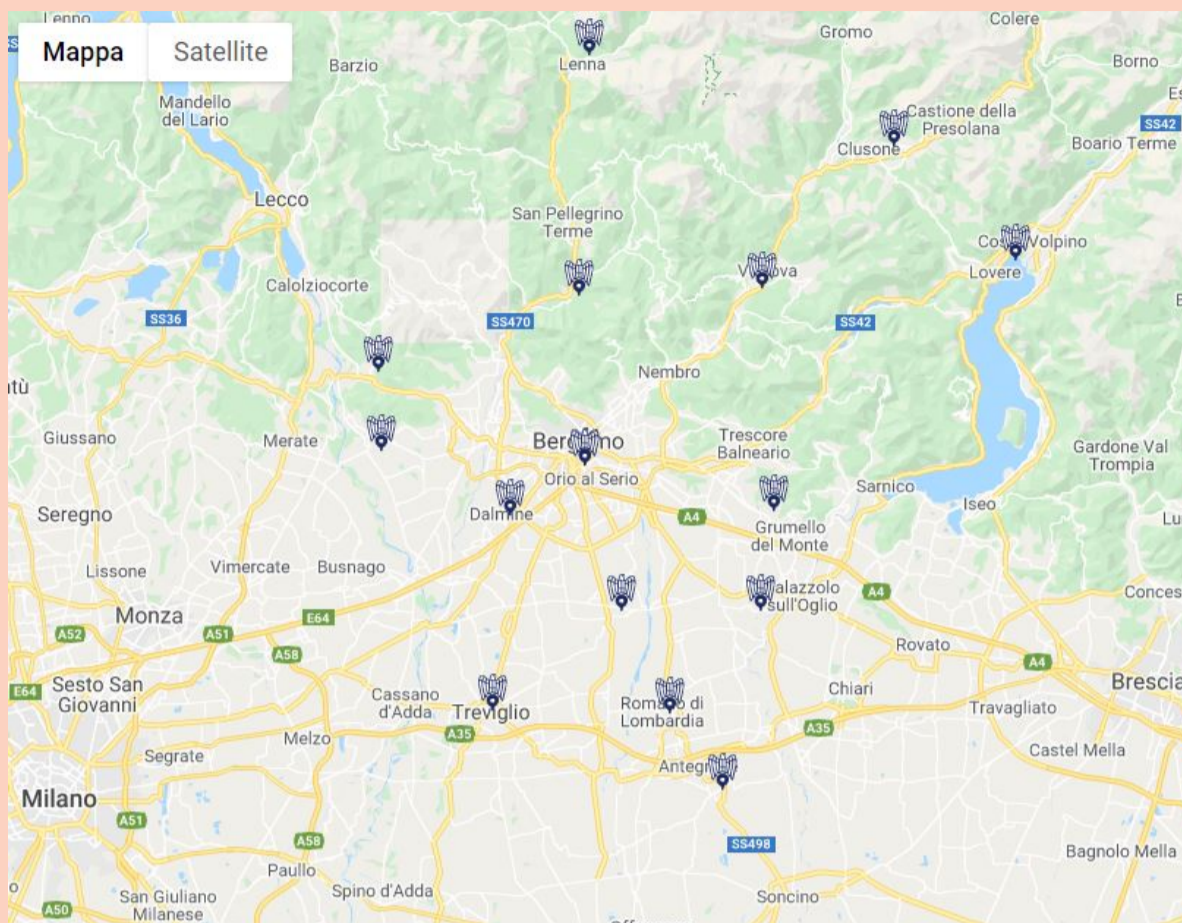 Lenno
Colere
Mappa
Satellite
Gromo
Lenna
Barzio
Borno
Mandello
del Lario
Castione della
Presolana
SS42
Clusone
Boario Terme
Lecco
San Pellegrino
Terme
Lovere
Calolziocorte
SS36
SS470
SS42
Nembro
Giussano
Merate
Trescore
Balneario
Gardone Val
Trompia
Orio al Serio
Sarnico
Iseo
Seregno
Dalmine
A4
Grumello
del Monte
Lissone
Vimercate
Busnago
A4
Monza
E64
sull'Oglio
A52
A51
A58
Rovato
E64
Sesto San
Giovanni
Cassano
d'Adda
Treviglio
Lombardia
Chiari
A4
Brescia
Travagliato
A35
A35
Melzo
Segrate
Castel Mella
Milano
A51
A58
SS498
Bagnolo Mella
Paullo
San Giuliano
Milanese
Spino d'Adda
Soncino
A50